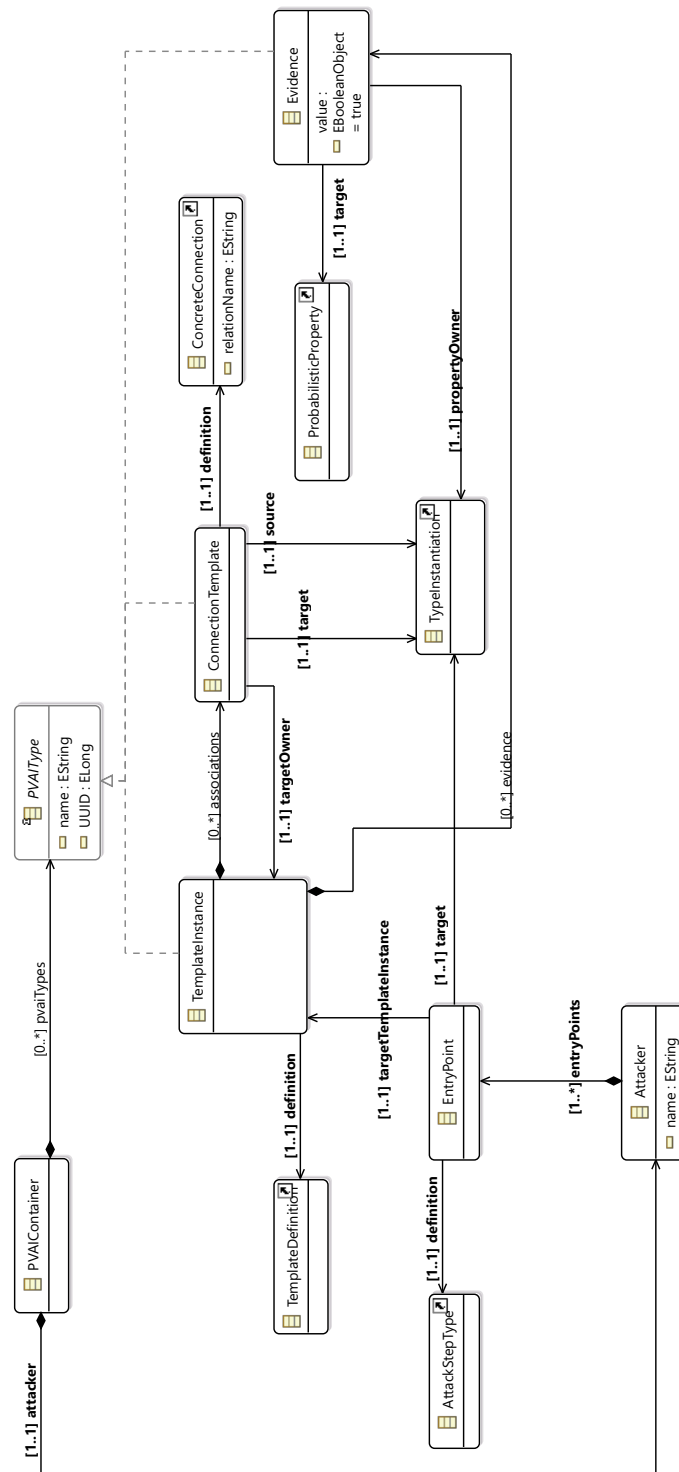 [1..1] attacker
PVAIContainer
[0..*] pvaiTypes
PVAIType
name : EString
UUID : ELong
TemplateDefinition
[1..1] definition
TemplateInstance
[0..*] associations
[1..1] targetOwner
ConnectionTemplate
[1..1] definition
ConcreteConnection
relationName : EString
[1..1] target
[1..1] source
Evidence
value :
EBooleanObject
= true
[1..1] target
ProbabilisticProperty
AttackStepType
[1..1] definition
EntryPoint
[1..1] targetTemplateInstance
[1..1] target
TypeInstantiation
[1..1] propertyOwner
[0..*] evidence
[1..*] entryPoints
Attacker
name : EString